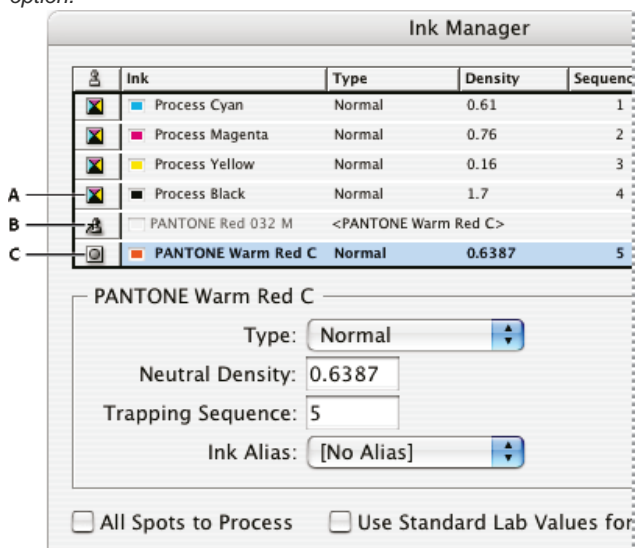 option.
Ink Manager
Ink Type Density Sequenc
Process Cyan Normal 0.61 1
Process Magenta Normal 0.76 2
Process Yellow Normal 0.16 3
A Process Black Normal 1.7 4
B PANTONE Red 032 M <PANTONE Warm Red C>
C PANTONE Warm Red C Normal 0.6387 5
PANTONE Warm Red C
Type: Normal
Neutral Density: 0.6387
Trapping Sequence: 5
Ink Alias: [No Alias]
All Spots to Process Use Standard Lab Values for